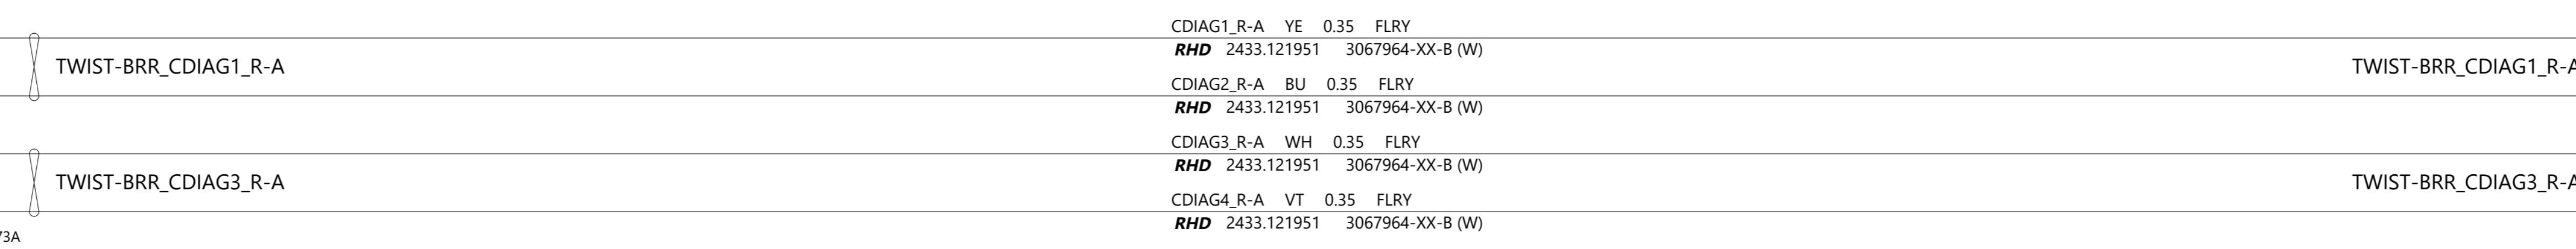 CDIAG1_R-A YE 0.35 FLRY
RHD 2433.121951 3067964-XX-B (W)
TWIST-BRR_CDIAG1_R-A TWIST-BRR_CDIAG1_R-A
CDIAG2_R-A BU 0.35 FLRY
RHD 2433.121951 3067964-XX-B (W)
CDIAG3_R-A WH 0.35 FLRY
RHD 2433.121951 3067964-XX-B (W)
TWIST-BRR_CDIAG3_R-A TWIST-BRR_CDIAG3_R-A
CDIAG4_R-A VT 0.35 FLRY
RHD 2433.121951 3067964-XX-B (W)
73A